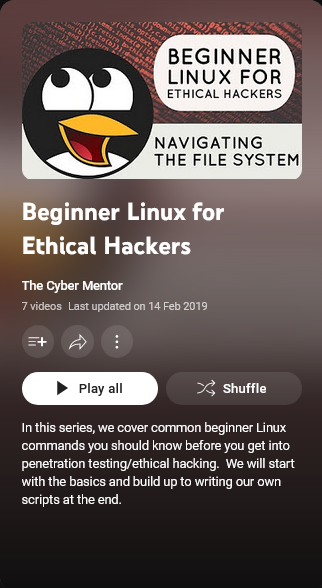 BEGINNER
LINUX FOR
ETHICAL HACKERS
NAVIGATING
THE FILE SYSTEM
Beginner Linux for
Ethical Hackers
The Cyber Mentor
7 videos Last updated on 14 Feb 2019
Play all
Shuffle
In this series, we cover common beginner Linux
commands you should know before you get into
penetration testing/ethical hacking. We will start
with the basics and build up to writing our own
scripts at the end.